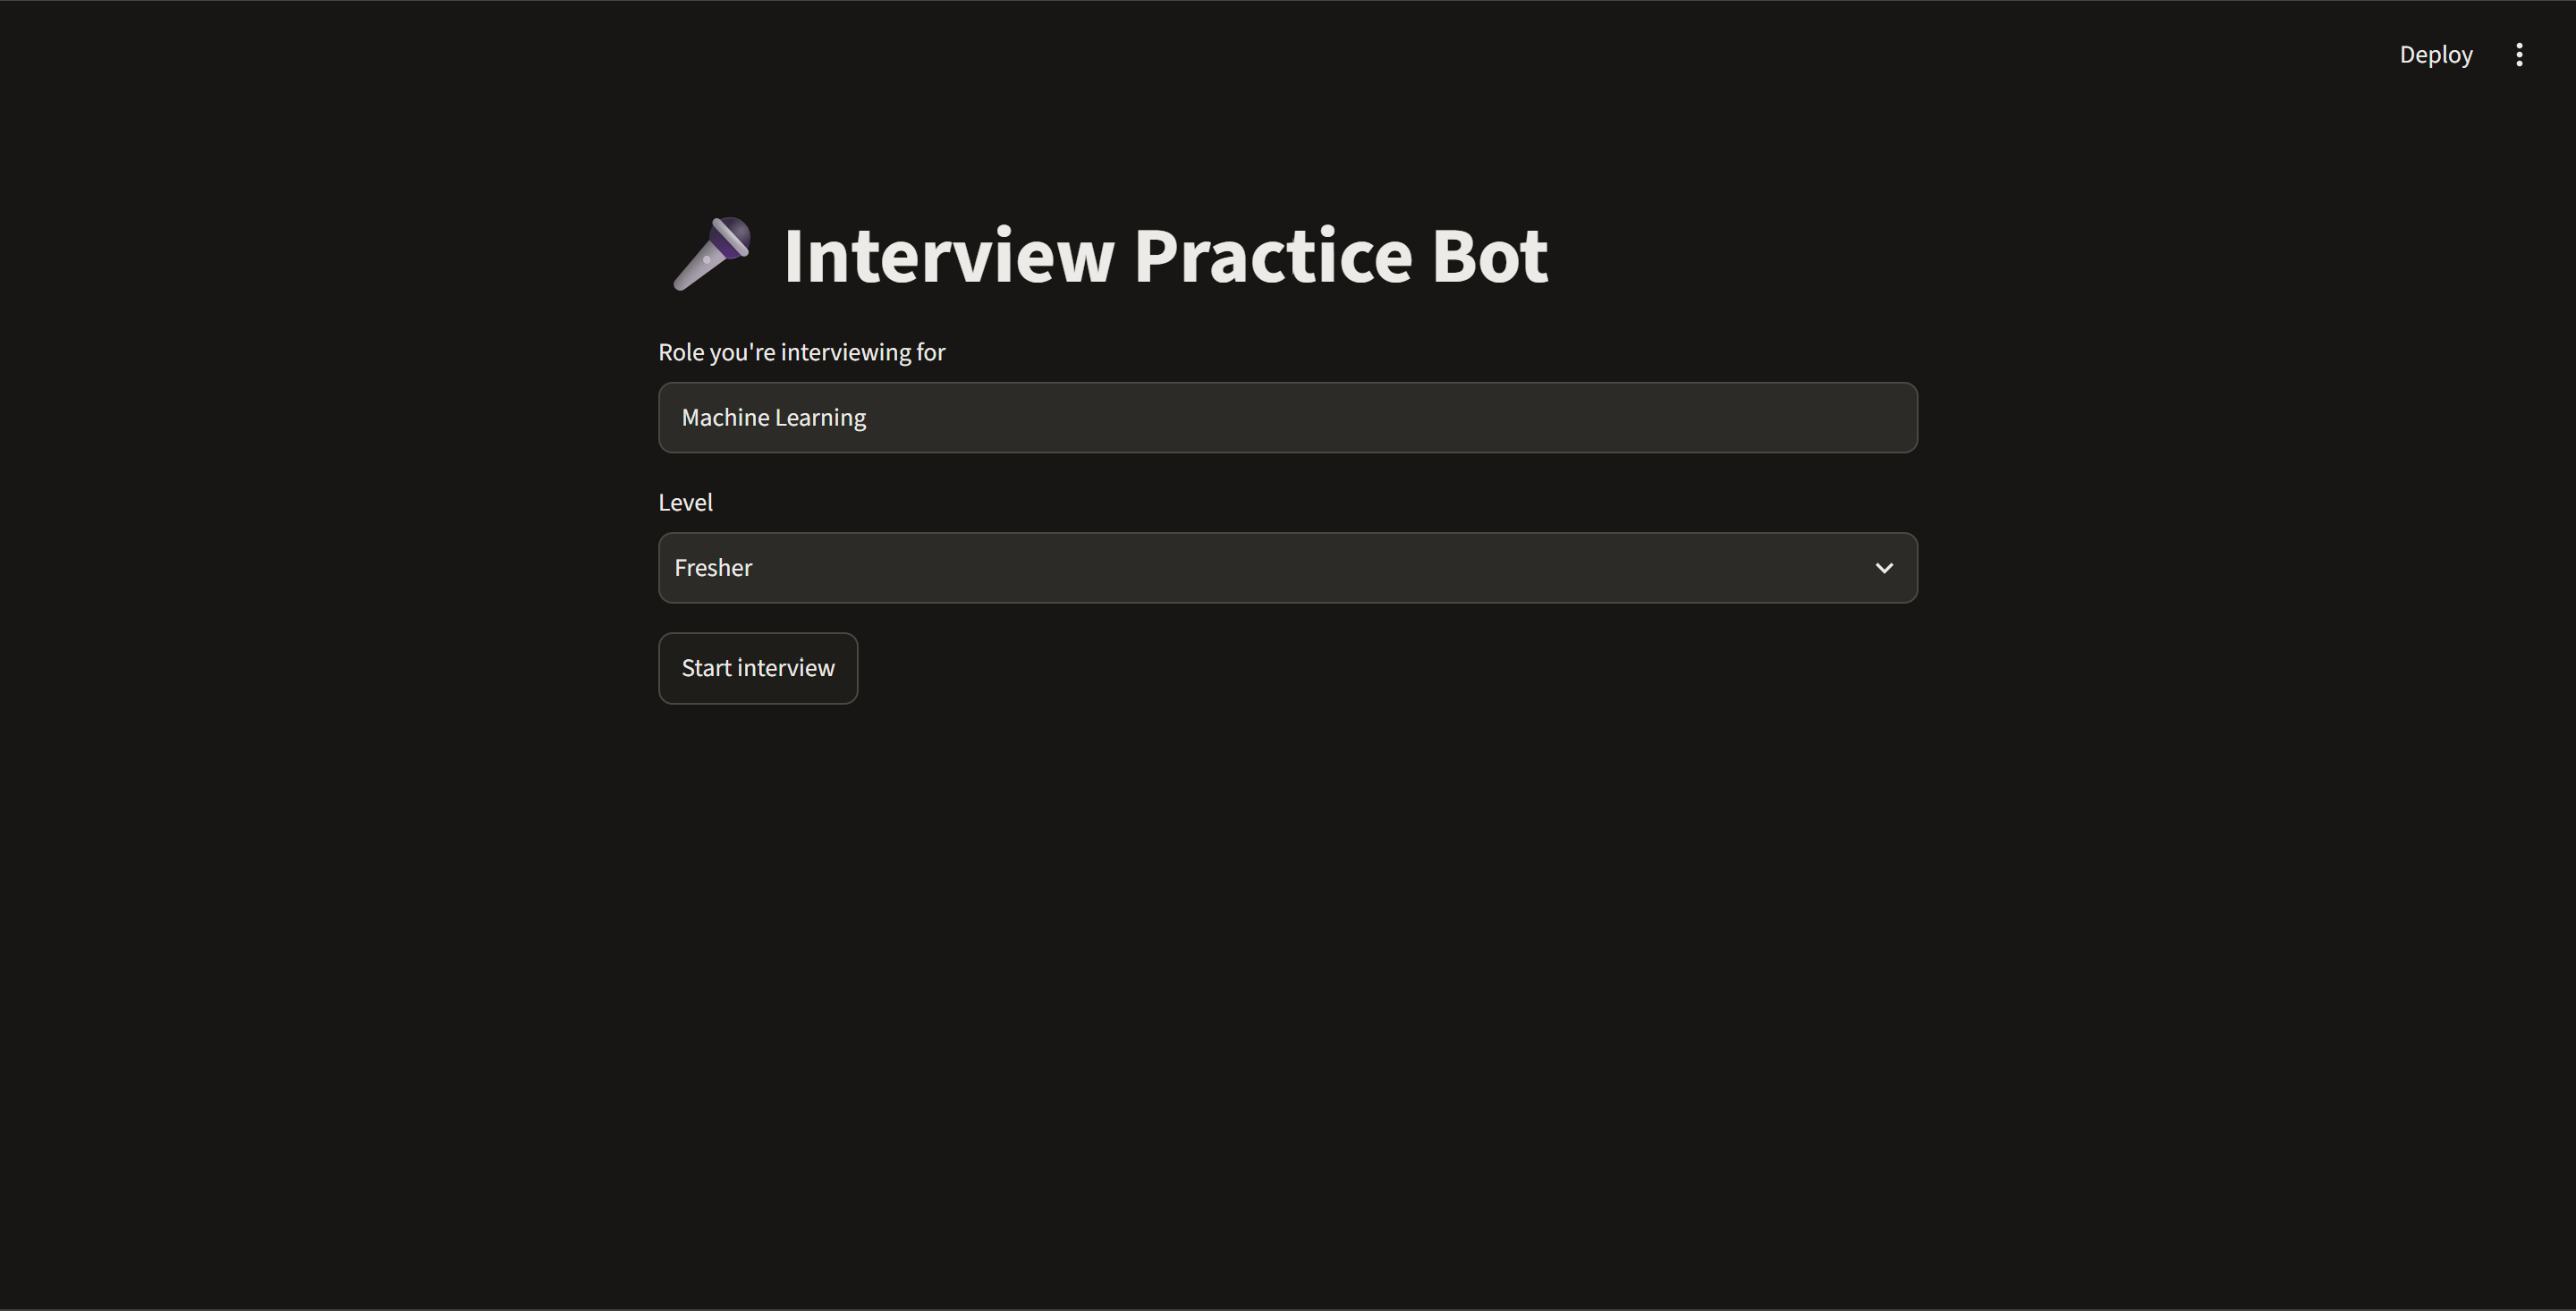 Deploy
Interview Practice Bot
Role you're interviewing for
Machine Learning
Level
Fresher
Start interview